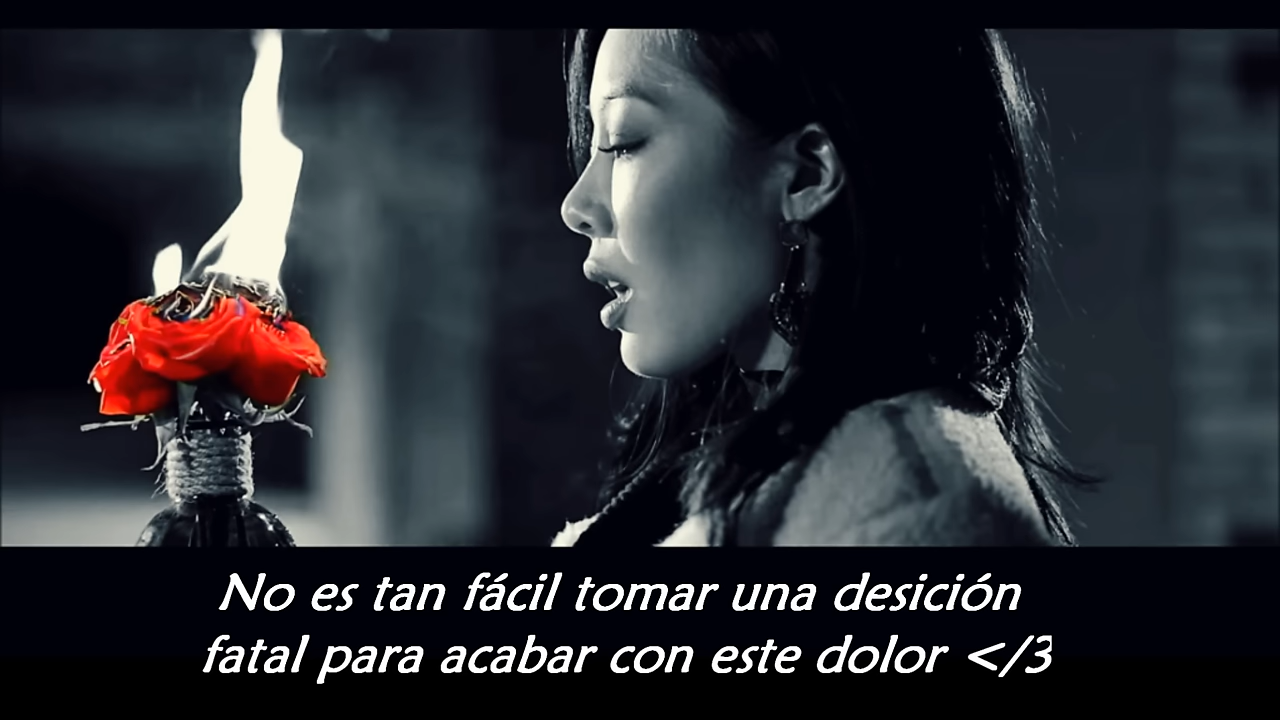 No es tan fácil tomar una desición
fatal para acabar con este dolor </3